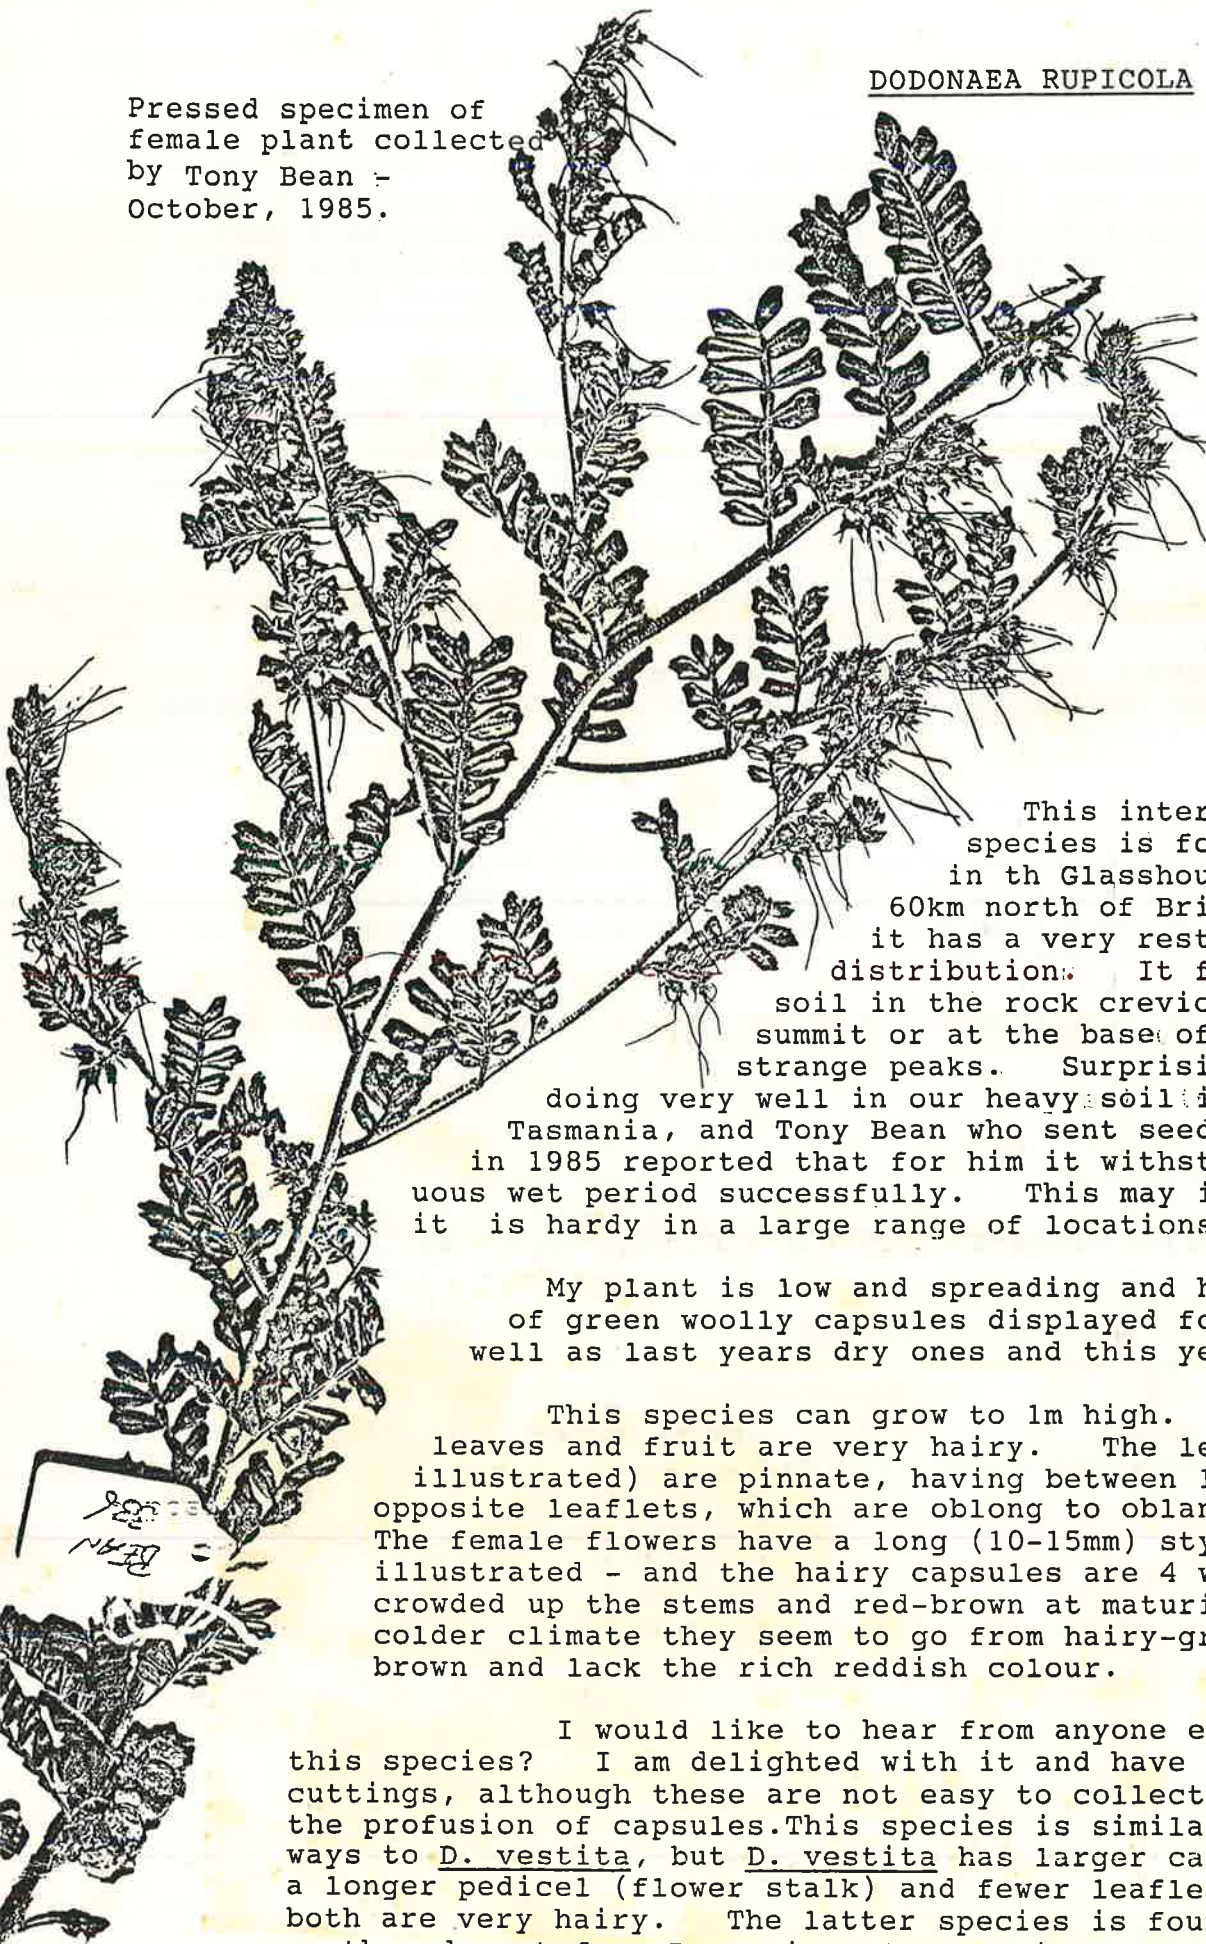 DODONAEA RUPICOLA
Pressed specimen of
female plant collected
by Tony Bean -
October, 1985.
This inter
species is fo
in th Glasshou
60km north of Bri
it has a very rest
distribution. It f
soil in the rock crevic
summit or at the base of
strange peaks. Surprisi
doing very well in our heavy soil i
Tasmania, and Tony Bean who sent seed
in 1985 reported that for him it withst
uous wet period successfully. This may i
it is hardy in a large range of locations
My plant is low and spreading and h
of green woolly capsules displayed fo
well as last years dry ones and this ye
This species can grow to 1m high.
leaves and fruit are very hairy. The le
illustrated) are pinnate, having between 1
opposite leaflets, which are oblong to oblan
The female flowers have a long (10-15mm) sty
illustrated - and the hairy capsules are 4 w
crowded up the stems and red-brown at maturi
colder climate they seem to go from hairy-gr
brown and lack the rich reddish colour.
I would like to hear from anyone e
this species? I am delighted with it and have
cuttings, although these are not easy to collect
the profusion of capsules.This species is simila
ways to D. vestita, but D. vestita has larger ca
a longer pedicel (flower stalk) and fewer leafle
both are very hairy. The latter species is fou
BEAN